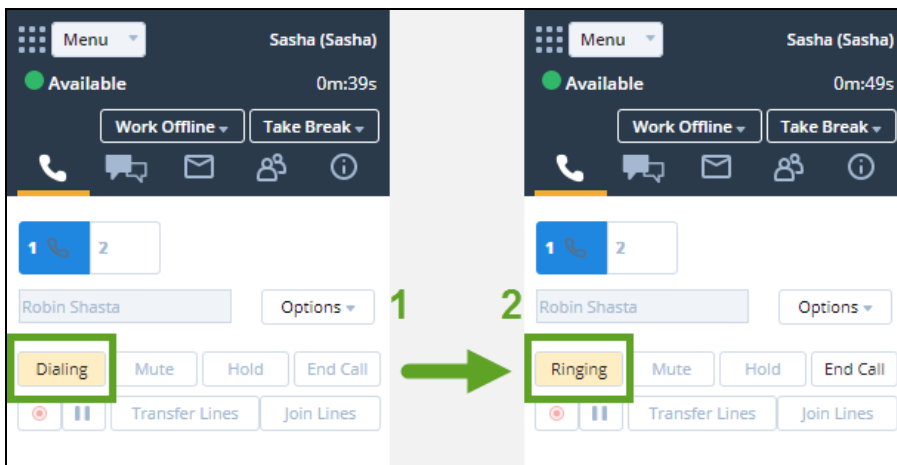 Menu Sasha (Sasha)
Available 0m:39s
Work Offline Take Break
1 2
Robin Shasta Options
Dialing Mute Hold End Call
Transfer Lines Join Lines
1
2
Menu Sasha (Sasha)
Available 0m:49s
Work Offline Take Break
1 2
Robin Shasta Options
Ringing Mute Hold End Call
Transfer Lines Join Lines